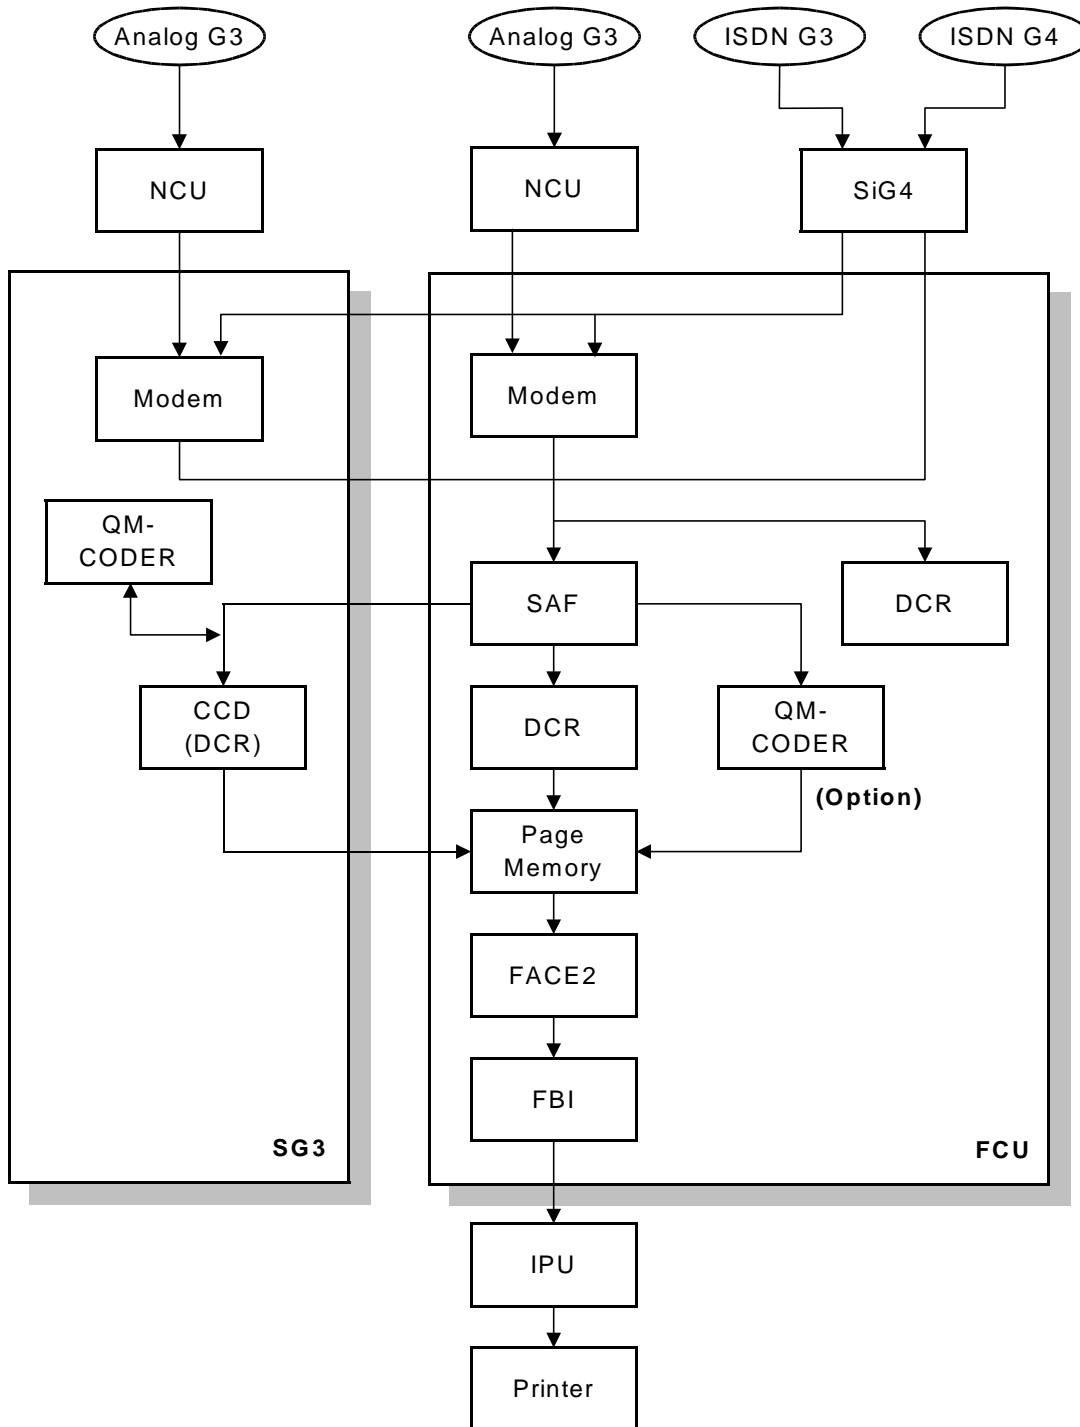 Analog G3
Analog G3
ISDN G3
ISDN G4
NCU
NCU
SiG4
Modem
Modem
QM-
CODER
SAF
DCR
CCD
(DCR)
DCR
QM-
CODER
(Option)
Page
Memory
FACE2
FBI
SG3
FCU
IPU
Printer